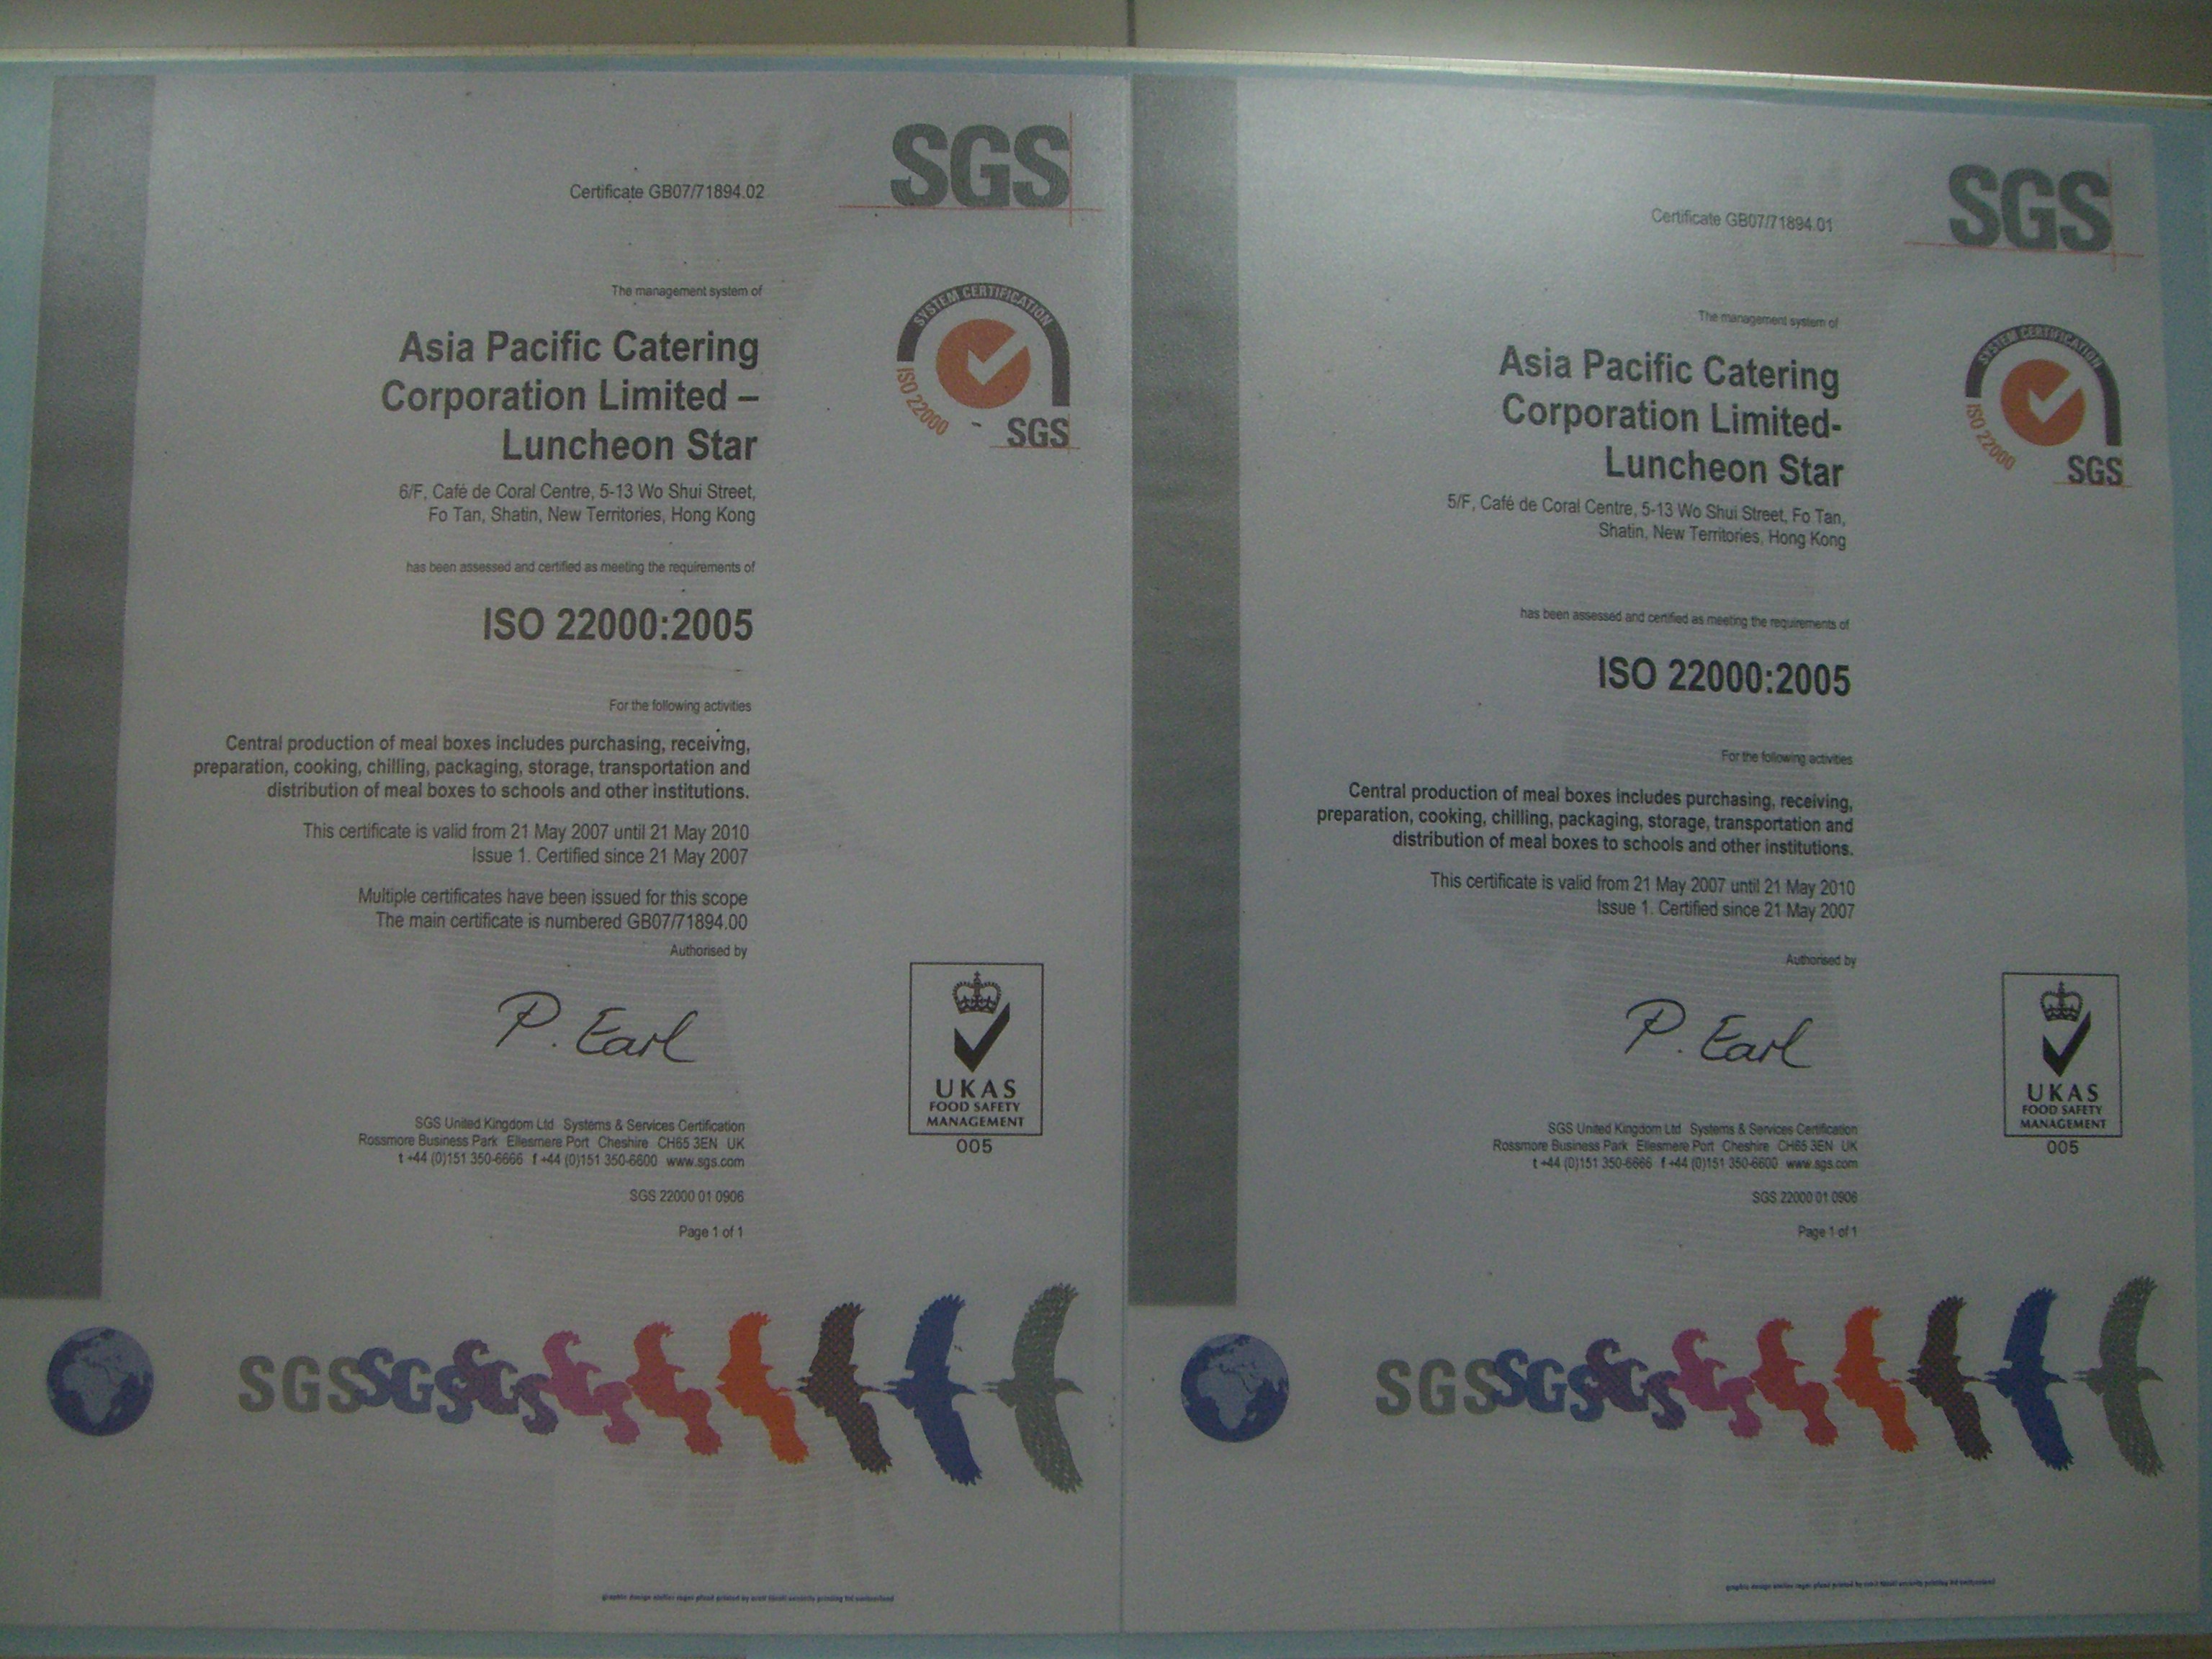 SGS
Certificate GB07/71894.02
SYSTEM CERTIFICATION
ISO 22000
SGS
The management system of
Asia Pacific Catering
Corporation Limited –
Luncheon Star
6/F, Café de Coral Centre, 5-13 Wo Shui Street,
Fo Tan, Shatin, New Territories, Hong Kong
has been assessed and certified as meeting the requirements of
ISO 22000:2005
For the following activities
Central production of meal boxes includes purchasing, receiving,
preparation, cooking, chilling, packaging, storage, transportation and
distribution of meal boxes to schools and other institutions.
This certificate is valid from 21 May 2007 until 21 May 2010
Issue 1. Certified since 21 May 2007
Multiple certificates have been issued for this scope
The main certificate is numbered GB07/71894.00
Authorised by
P. Earl
UKAS
FOOD SAFETY
MANAGEMENT
005
SGS United Kingdom Ltd Systems & Services Certification
Rossmore Business Park Ellesmere Port Cheshire CH65 3EN UK
t +44 (0)151 350-6666 f +44 (0)151 350-6600 www.sgs.com
SGS 22000 01 0906
Page 1 of 1
SGSSGSSGS
SGS
Certificate GB07/71894.01
SYSTEM CERTIFICATION
ISO 22000
SGS
The management system of
Asia Pacific Catering
Corporation Limited-
Luncheon Star
5/F, Café de Coral Centre, 5-13 Wo Shui Street, Fo Tan,
Shatin, New Territories, Hong Kong
has been assessed and certified as meeting the requirements of
ISO 22000:2005
For the following activities
Central production of meal boxes includes purchasing, receiving,
preparation, cooking, chilling, packaging, storage, transportation and
distribution of meal boxes to schools and other institutions.
This certificate is valid from 21 May 2007 until 21 May 2010
Issue 1. Certified since 21 May 2007
Authorised by
P. Earl
UKAS
FOOD SAFETY
MANAGEMENT
005
SGS United Kingdom Ltd Systems & Services Certification
Rossmore Business Park Ellesmere Port Cheshire CH65 3EN UK
t +44 (0)151 350-6666 f +44 (0)151 350-6600 www.sgs.com
SGS 22000 01 0906
Page 1 of 1
SGSSGSSGS